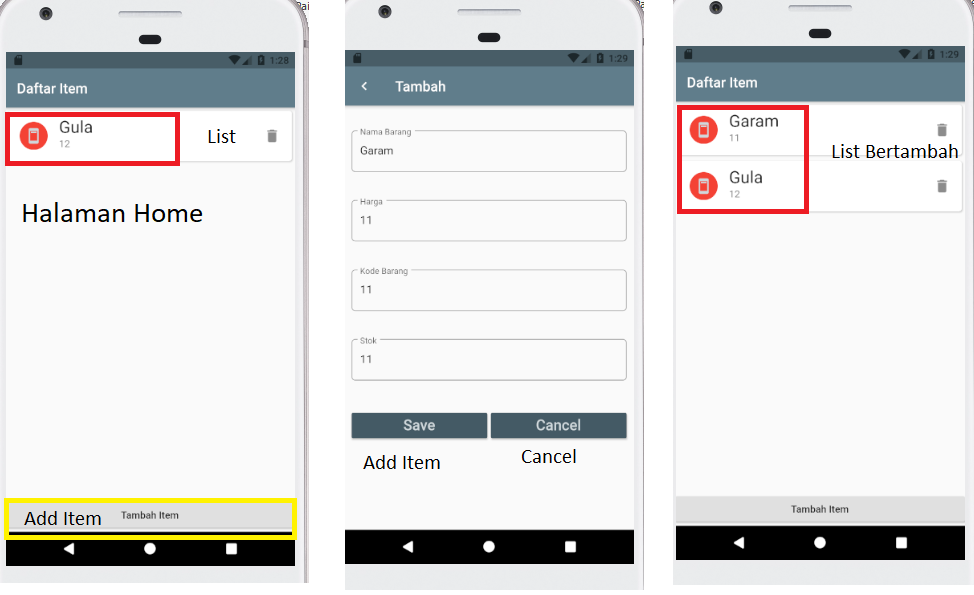 1:28
Daftar Item
Gula
12
List
Halaman Home
Add Item
Tambah Item
1:29
Tambah
Nama Barang
Garam
Harga
11
Kode Barang
11
Stok
11
Save
Cancel
Add Item
Cancel
1:29
Daftar Item
Garam
11
List Bertambah
Gula
12
Tambah Item